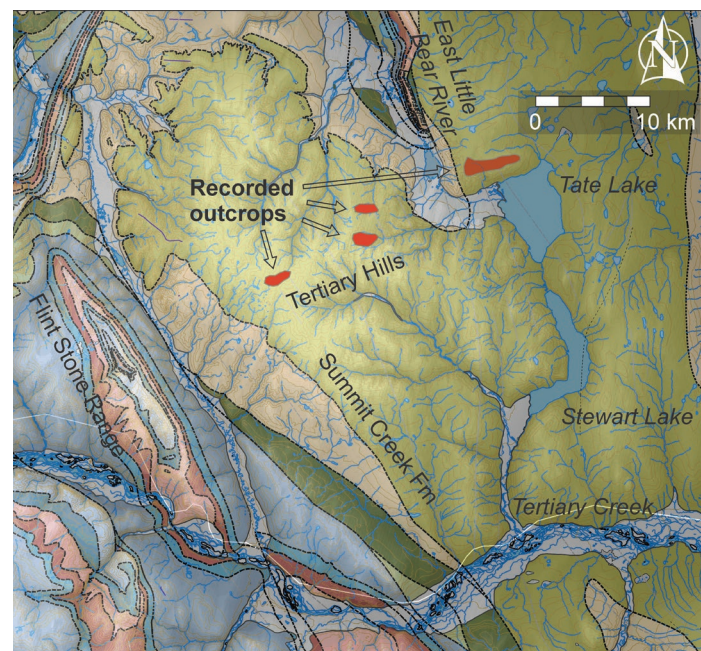 East Little
Bear River
N
0 10 km
Tate Lake
Recorded
outcrops
Tertiary Hills
Flint Stone Range
Summit Creek Fm
Stewart Lake
Tertiary Creek